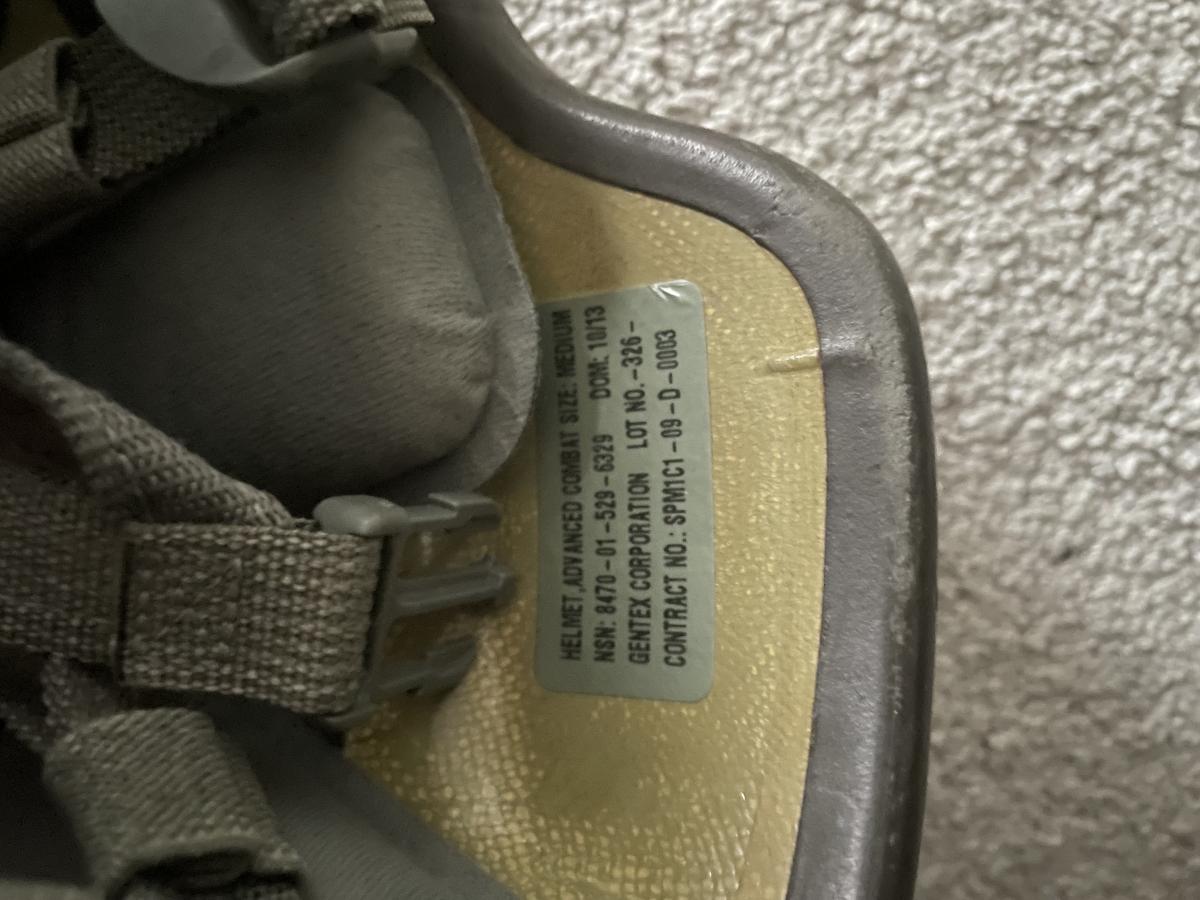 HELMET, ADVANCED COMBAT SIZE: MEDIUM
NSN: 8470-01-529-6329 DOM: 10/13
GENTEX CORPORATION LOT NO.-326-
CONTRACT NO.: SPM1C1-09-D-0003